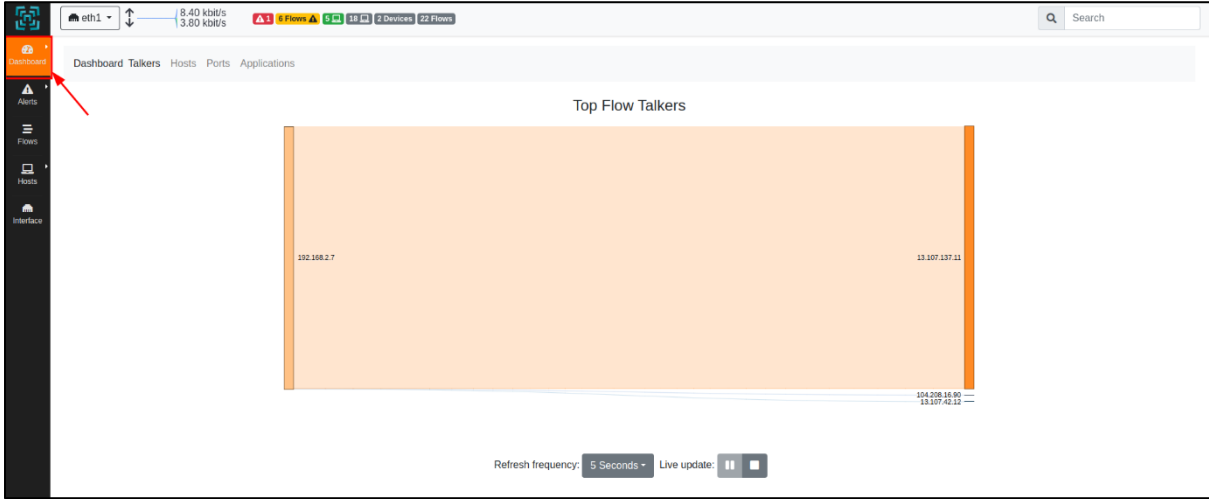 eth1
8.40 kbit/s
3.80 kbit/s
1 6 Flows 5 18 2 Devices 22 Flows
Search
Dashboard
Alerts
Flows
Hosts
Interface
Dashboard Talkers Hosts Ports Applications
Top Flow Talkers
192.168.2.7
13.107.137.11
104.208.16.90
13.107.42.12
Refresh frequency: 5 Seconds Live update: